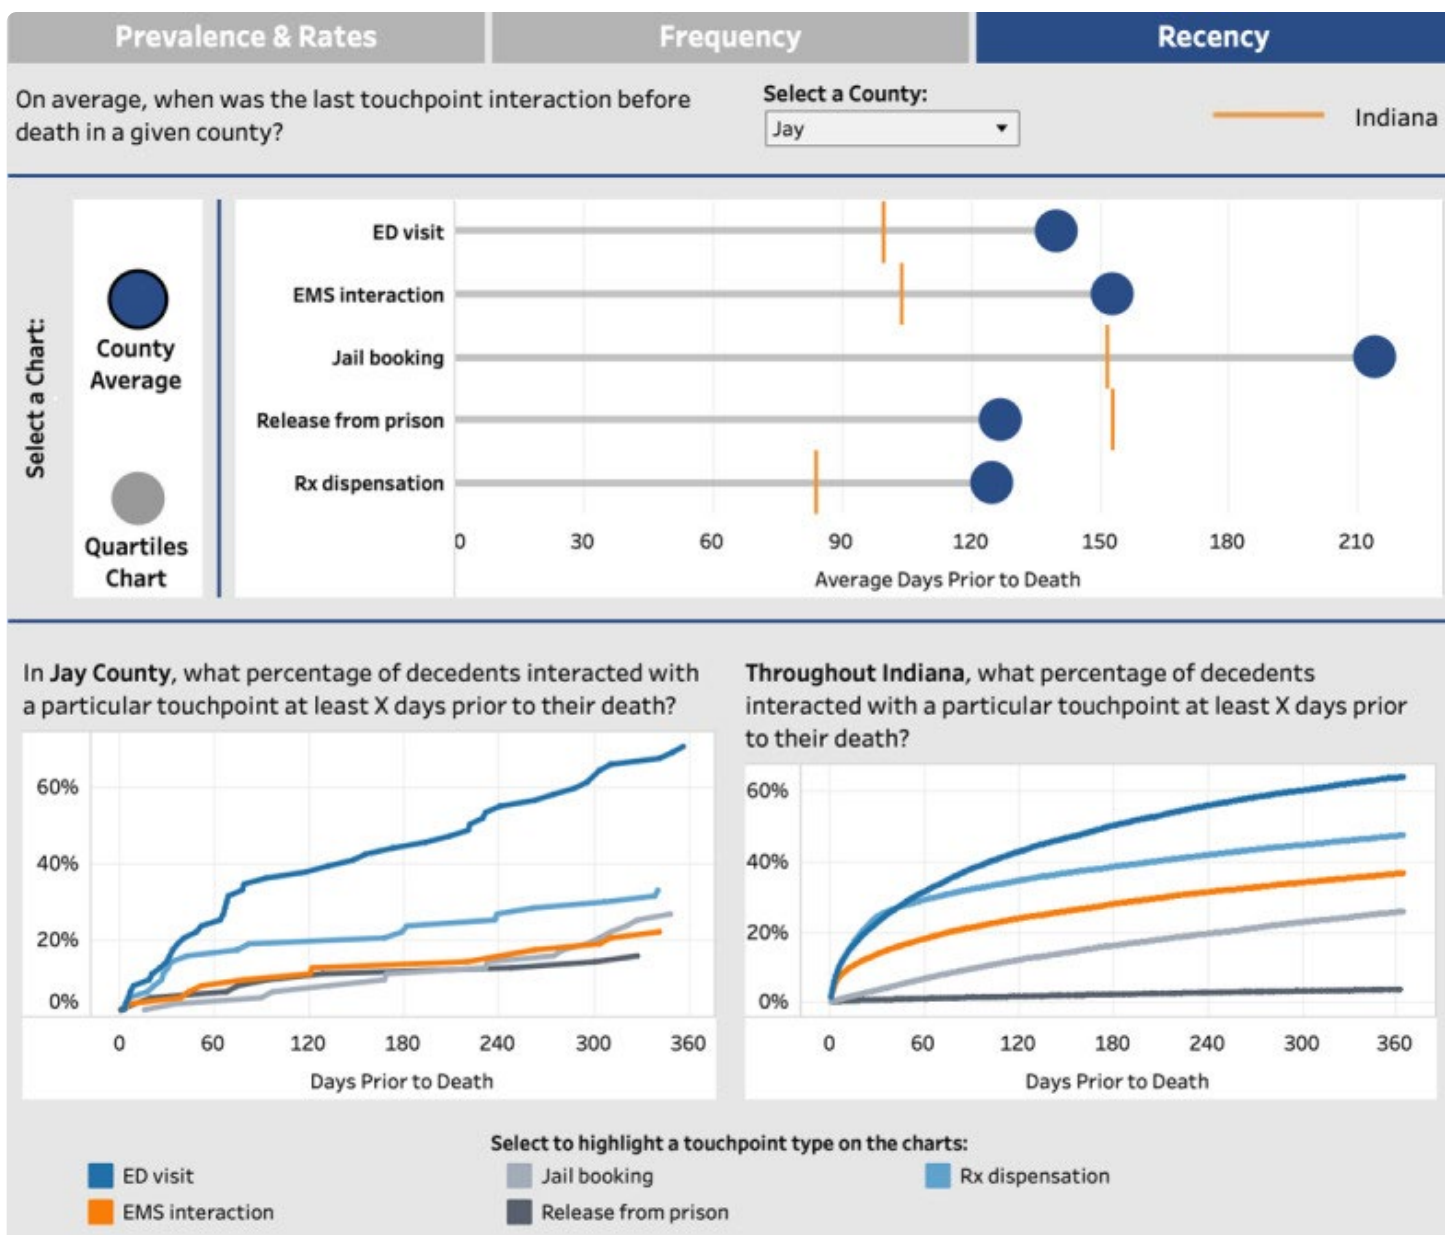 Prevalence & Rates
Frequency
Recency
On average, when was the last touchpoint interaction before
death in a given county?
Select a County:
Jay
Indiana
Select a Chart:
County
Average
Quartiles
Chart
ED visit
EMS interaction
Jail booking
Release from prison
Rx dispensation
0 30 60 90 120 150 180 210
Average Days Prior to Death
In Jay County, what percentage of decedents interacted with
a particular touchpoint at least X days prior to their death?
60%
40%
20%
0%
0 60 120 180 240 300 360
Days Prior to Death
Throughout Indiana, what percentage of decedents
interacted with a particular touchpoint at least X days prior
to their death?
60%
40%
20%
0%
0 60 120 180 240 300 360
Days Prior to Death
Select to highlight a touchpoint type on the charts:
ED visit
Jail booking
Rx dispensation
EMS interaction
Release from prison